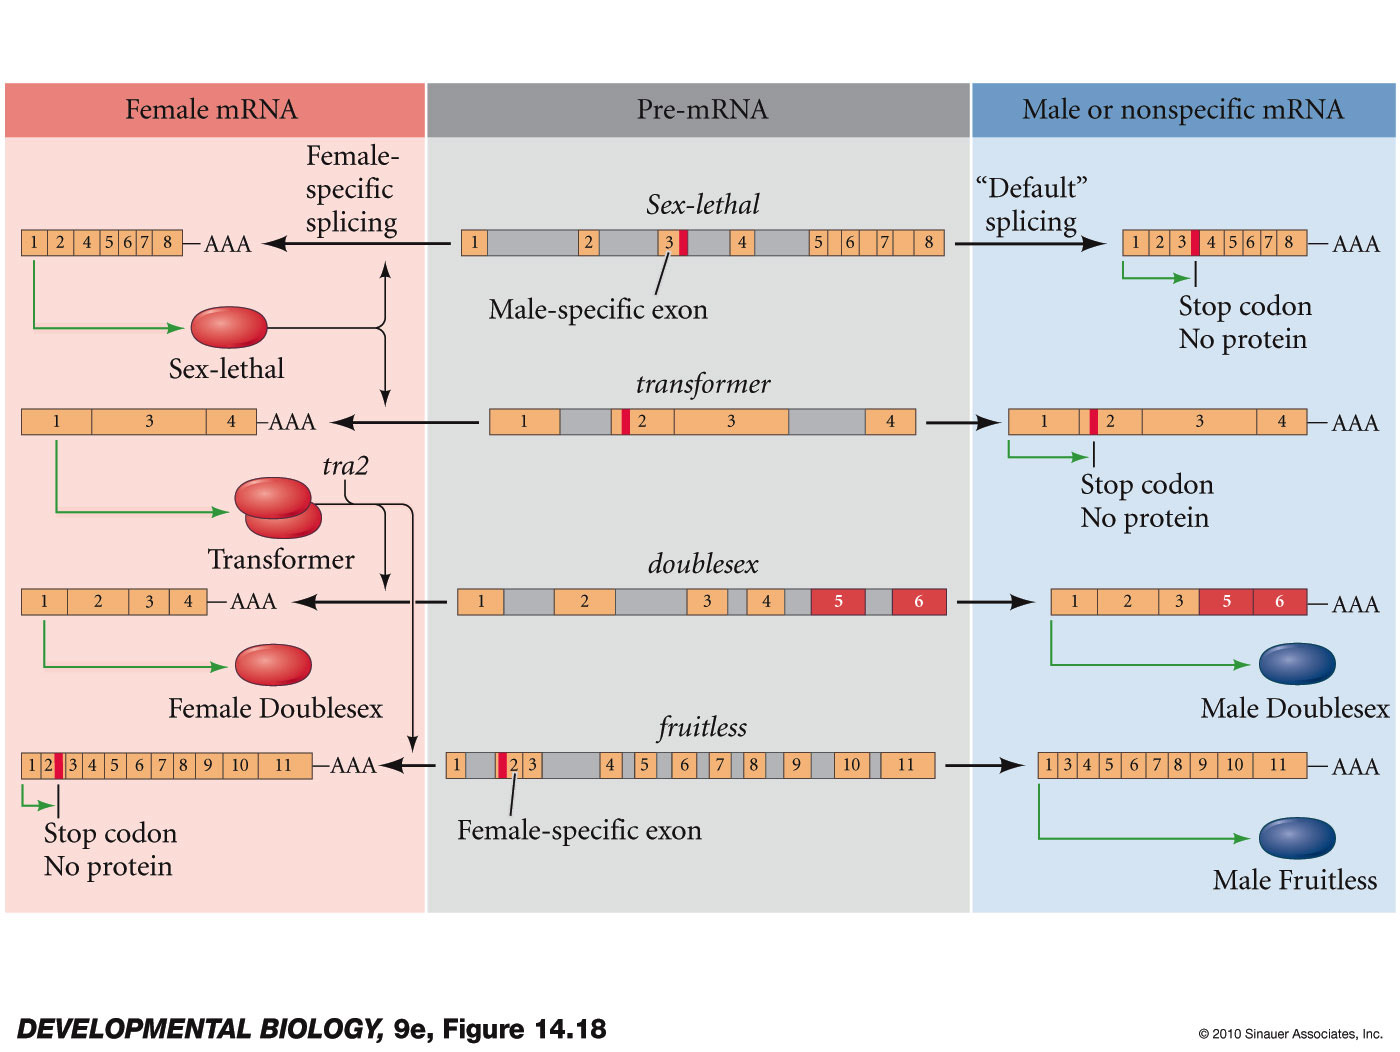 Female mRNA
Pre-mRNA
Male or nonspecific mRNA
Female-
specific
splicing
Sex-lethal
"Default"
splicing
1 2 4 5 6 7 8 AAA
1 2 3 4 5 6 7 8
1 2 3 4 5 6 7 8 AAA
Male-specific exon
Stop codon
No protein
Sex-lethal
transformer
1 3 4 AAA
1 2 3 4
1 2 3 4 AAA
tra2
Stop codon
No protein
Transformer
doublesex
1 2 3 4 AAA
1 2 3 4 5 6
1 2 3 5 6 AAA
Female Doublesex
Male Doublesex
fruitless
1 2 3 4 5 6 7 8 9 10 11 AAA
1 2 3 4 5 6 7 8 9 10 11
1 3 4 5 6 7 8 9 10 11 AAA
Stop codon
No protein
Female-specific exon
Male Fruitless
DEVELOPMENTAL BIOLOGY, 9e, Figure 14.18
© 2010 Sinauer Associates, Inc.